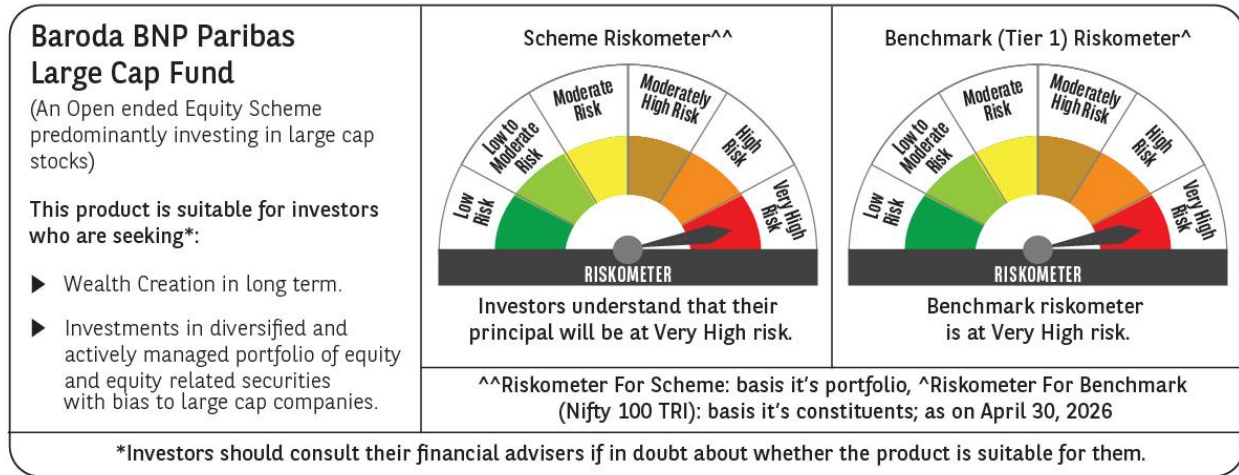 Baroda BNP Paribas
Large Cap Fund
(An Open ended Equity Scheme
predominantly investing in large cap
stocks)
This product is suitable for investors
who are seeking*:
▶ Wealth Creation in long term.
▶ Investments in diversified and
actively managed portfolio of equity
and equity related securities
with bias to large cap companies.
Scheme Riskometer^^
Low
Risk
Low to
Moderate
Risk
Moderate
Risk
Moderately
High Risk
High
Risk
Very High
Risk
RISKOMETER
Investors understand that their
principal will be at Very High risk.
Benchmark (Tier 1) Riskometer^
Low
Risk
Low to
Moderate
Risk
Moderate
Risk
Moderately
High Risk
High
Risk
Very High
Risk
RISKOMETER
Benchmark riskometer
is at Very High risk.
^^Riskometer For Scheme: basis it's portfolio, ^Riskometer For Benchmark
(Nifty 100 TRI): basis it's constituents; as on April 30, 2026
*Investors should consult their financial advisers if in doubt about whether the product is suitable for them.